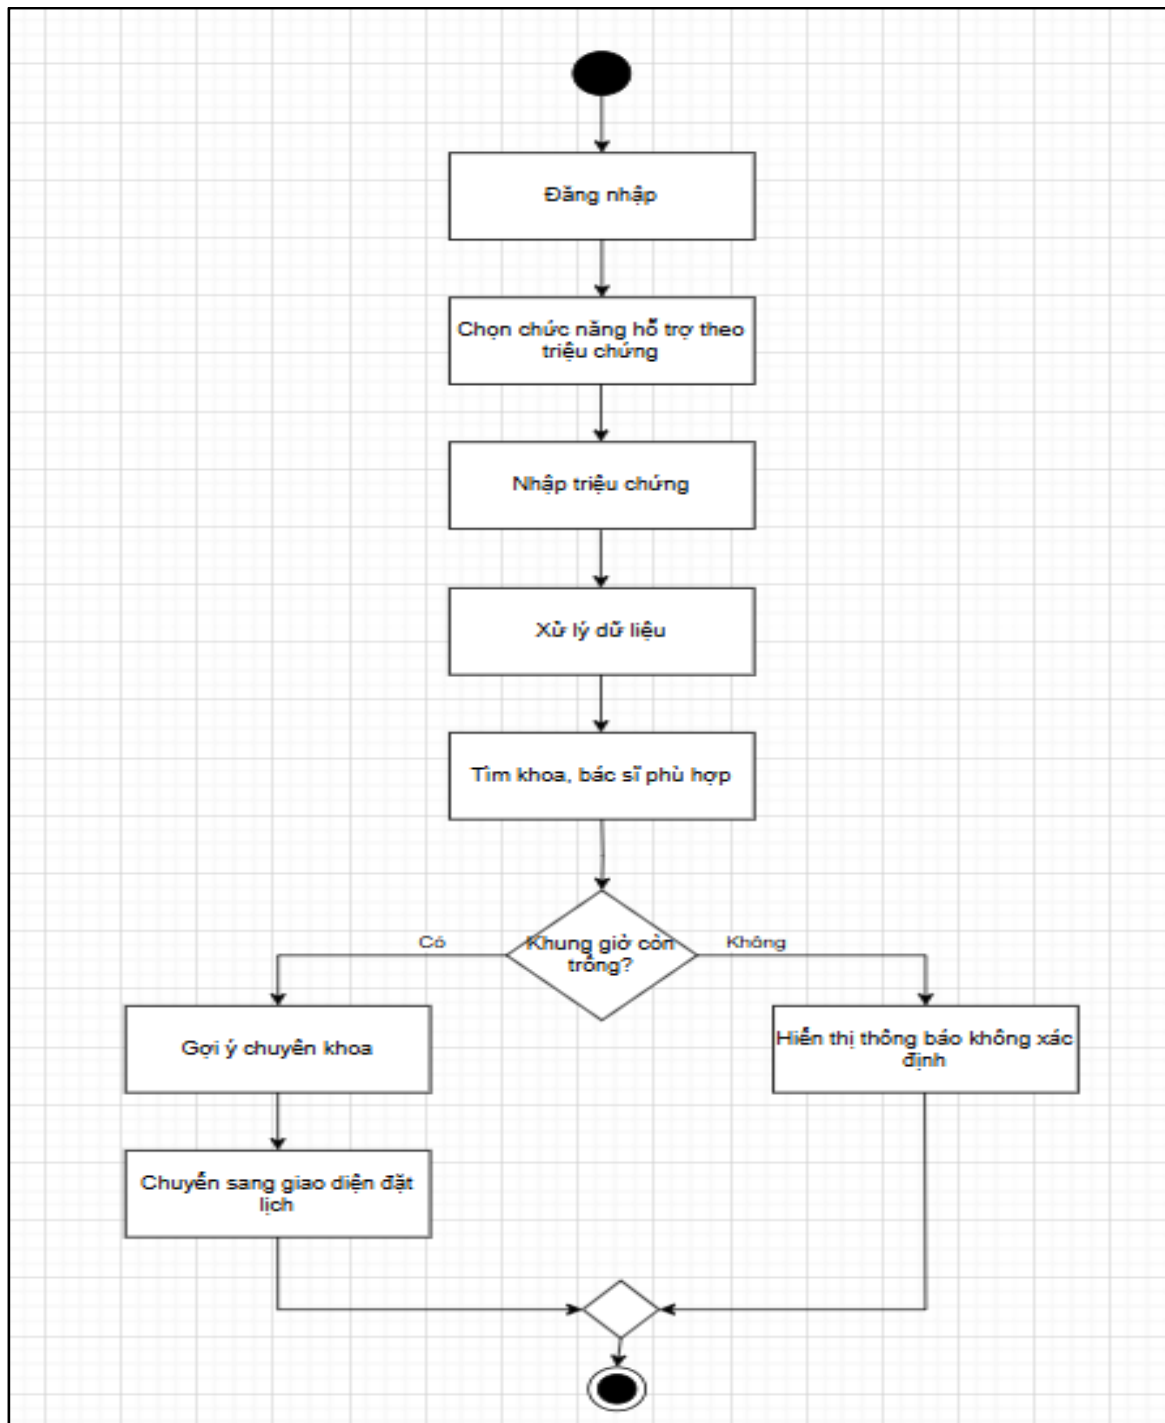 Đăng nhập
Chọn chức năng hỗ trợ theo
triệu chứng
Nhập triệu chứng
Xử lý dữ liệu
Tìm khoa, bác sĩ phù hợp
Khung giờ còn
trống?
Có
Không
Gợi ý chuyên khoa
Hiển thị thông báo không xác
định
Chuyển sang giao diện đặt
lịch